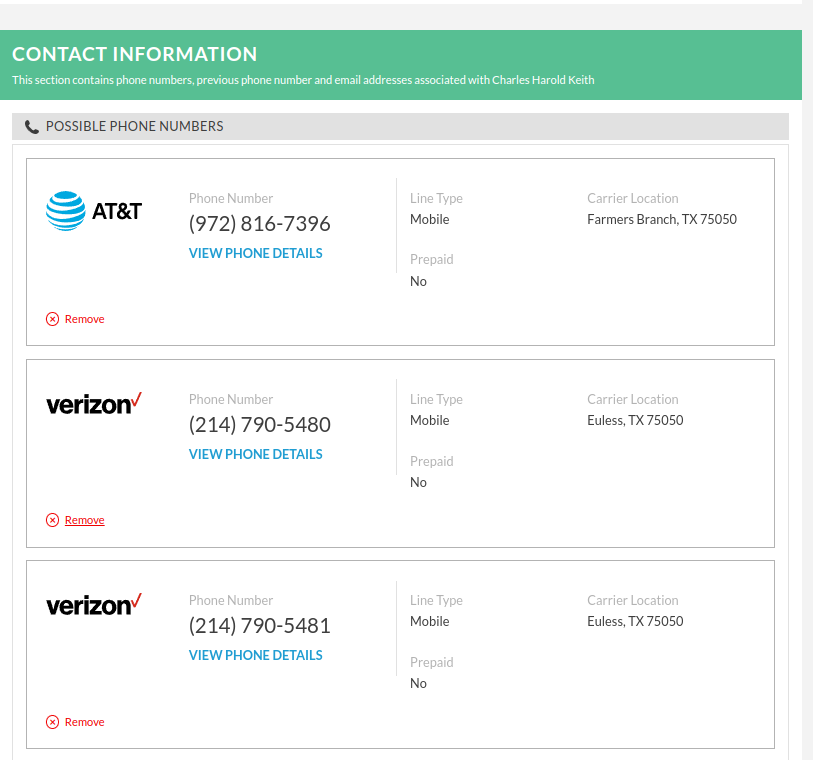 CONTACT INFORMATION
This section contains phone numbers, previous phone number and email addresses associated with Charles Harold Keith
POSSIBLE PHONE NUMBERS
AT&T
Phone Number
(972) 816-7396
VIEW PHONE DETAILS
Line Type
Mobile
Prepaid
No
Carrier Location
Farmers Branch, TX 75050
Remove
verizon
Phone Number
(214) 790-5480
VIEW PHONE DETAILS
Line Type
Mobile
Prepaid
No
Carrier Location
Euless, TX 75050
Remove
verizon
Phone Number
(214) 790-5481
VIEW PHONE DETAILS
Line Type
Mobile
Prepaid
No
Carrier Location
Euless, TX 75050
Remove